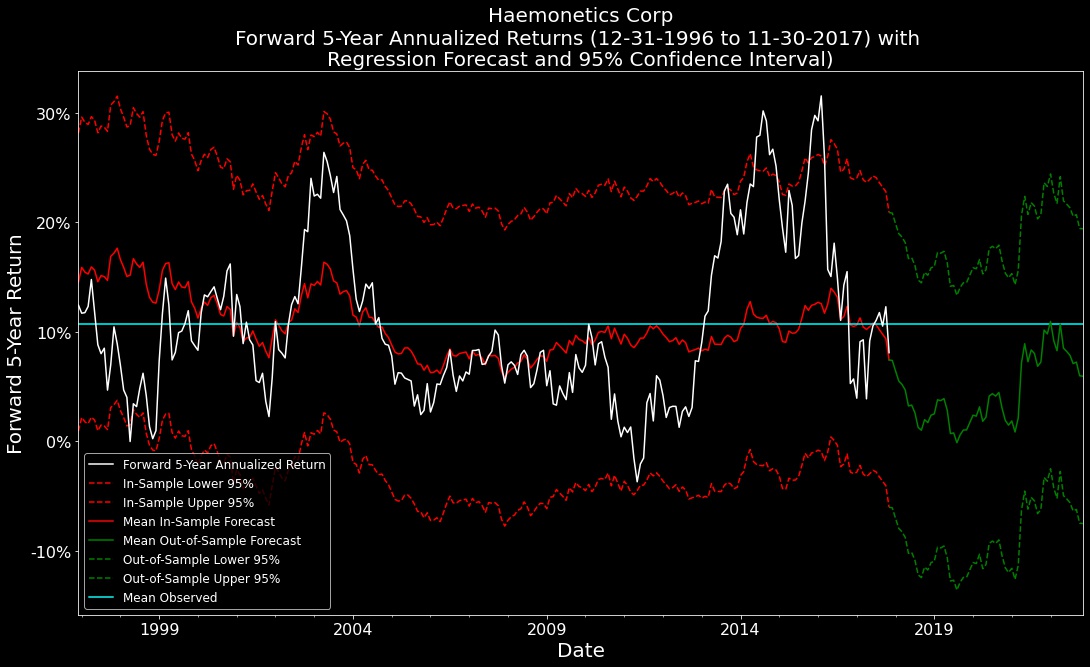 Haemonetics Corp
Forward 5-Year Annualized Returns (12-31-1996 to 11-30-2017) with
Regression Forecast and 95% Confidence Interval)
Forward 5-Year Return
30%
20%
10%
0%
-10%
Forward 5-Year Annualized Return
In-Sample Lower 95%
In-Sample Upper 95%
Mean In-Sample Forecast
Mean Out-of-Sample Forecast
Out-of-Sample Lower 95%
Out-of-Sample Upper 95%
Mean Observed
1999
2004
2009
2014
2019
Date